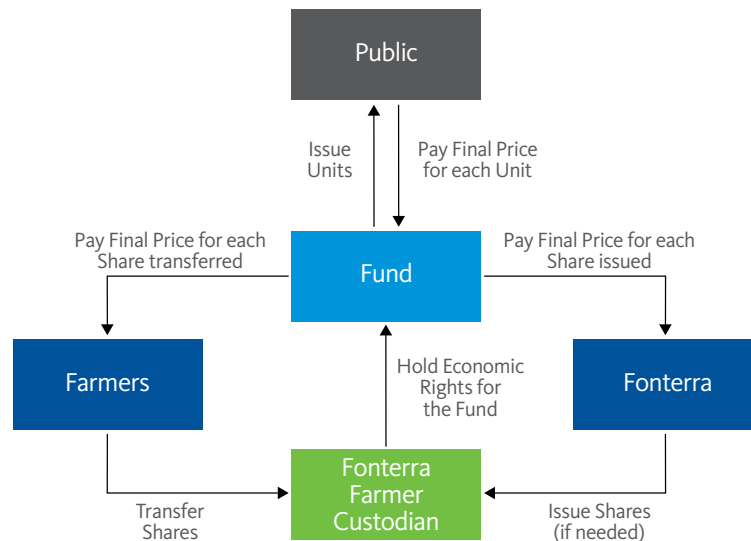 Public
Issue
Units
Pay Final Price
for each Unit
Pay Final Price for each
Share transferred
Fund
Pay Final Price for each
Share issued
Farmers
Hold Economic
Rights for
the Fund
Fonterra
Transfer
Shares
Fonterra
Farmer
Custodian
Issue Shares
(if needed)